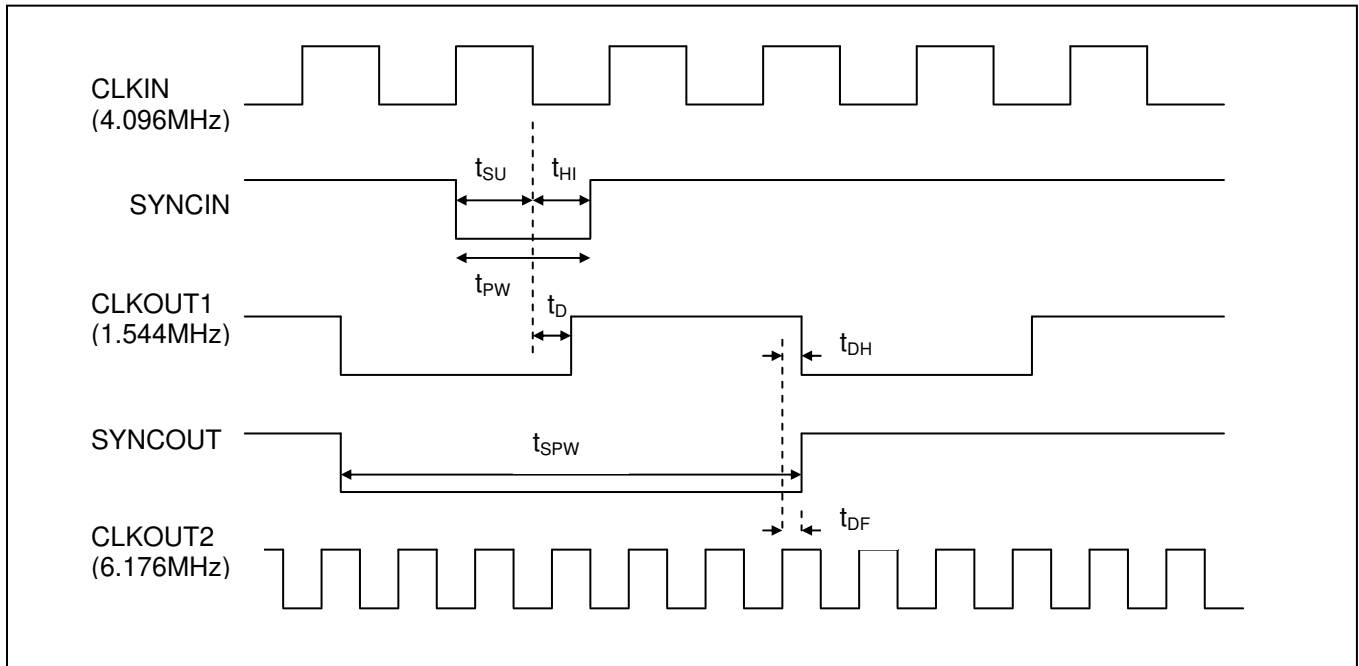 CLKIN
(4.096MHz)
tSU
tHI
SYNCIN
tPW
CLKOUT1
(1.544MHz)
tD
tDH
SYNCOUT
tSPW
tDF
CLKOUT2
(6.176MHz)